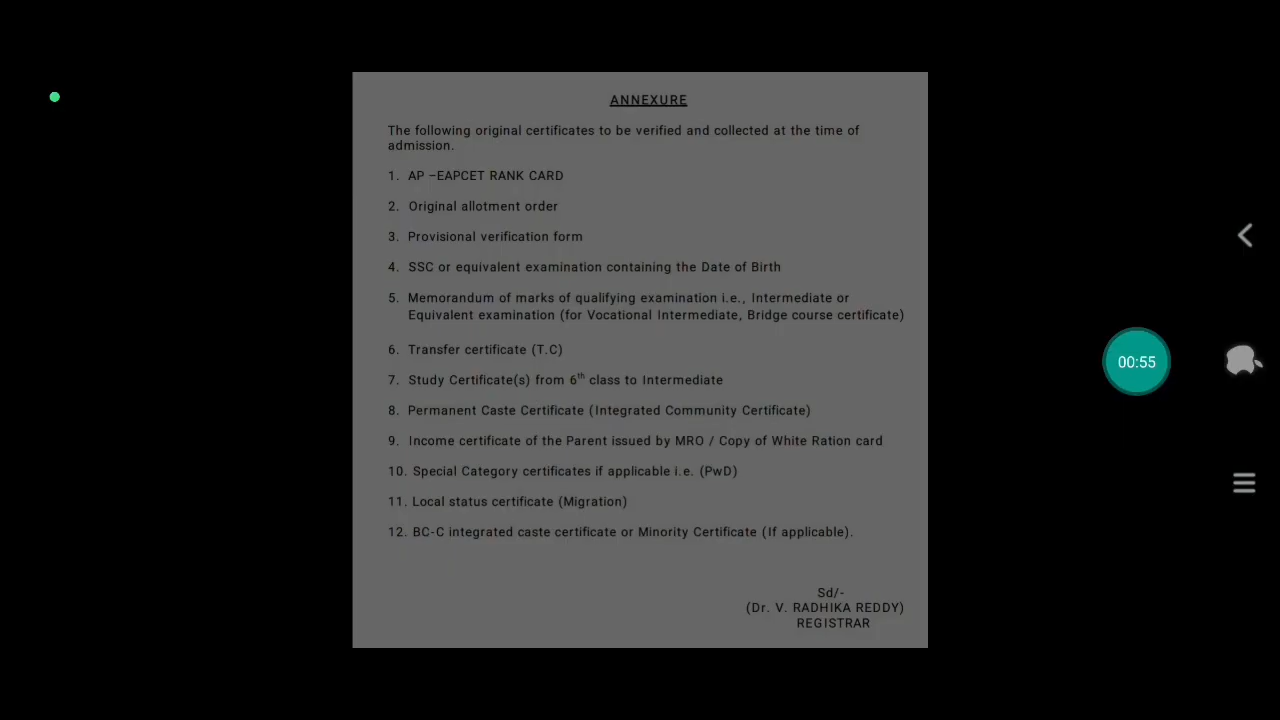 ANNEXURE
The following original certificates to be verified and collected at the time of
admission.
1. AP –EAPCET RANK CARD
2. Original allotment order
3. Provisional verification form
4. SSC or equivalent examination containing the Date of Birth
5. Memorandum of marks of qualifying examination i.e., Intermediate or
Equivalent examination (for Vocational Intermediate, Bridge course certificate)
6. Transfer certificate (T.C)
7. Study Certificate(s) from 6th class to Intermediate
8. Permanent Caste Certificate (Integrated Community Certificate)
9. Income certificate of the Parent issued by MRO / Copy of White Ration card
10. Special Category certificates if applicable i.e. (PwD)
11. Local status certificate (Migration)
12. BC-C integrated caste certificate or Minority Certificate (If applicable).
Sd/-
(Dr. V. RADHIKA REDDY)
REGISTRAR
00:55